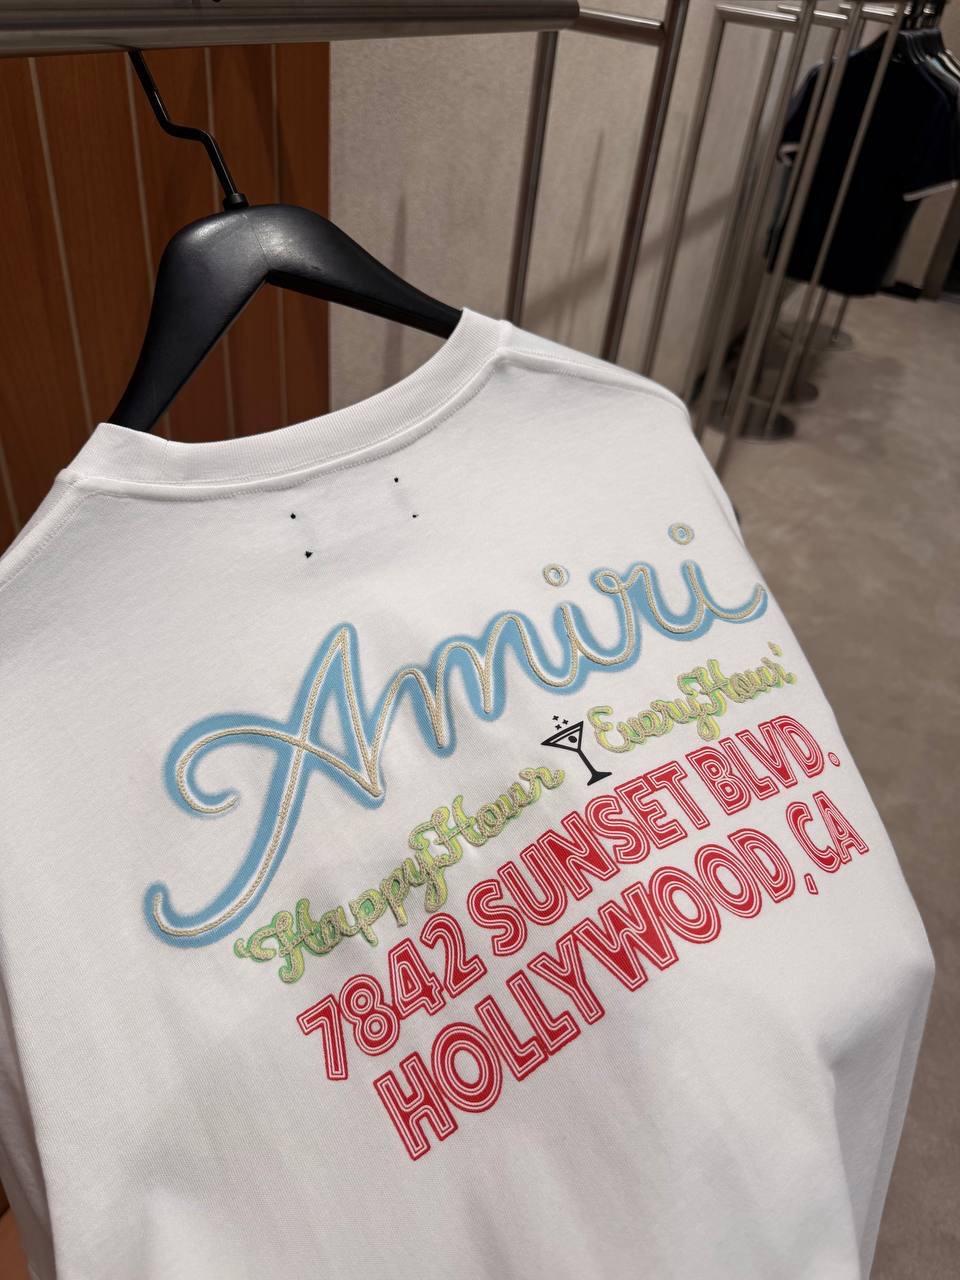 Amiri
"Happy Hour Every Hour"
7842 SUNSET BLVD.
HOLLYWOOD, CA